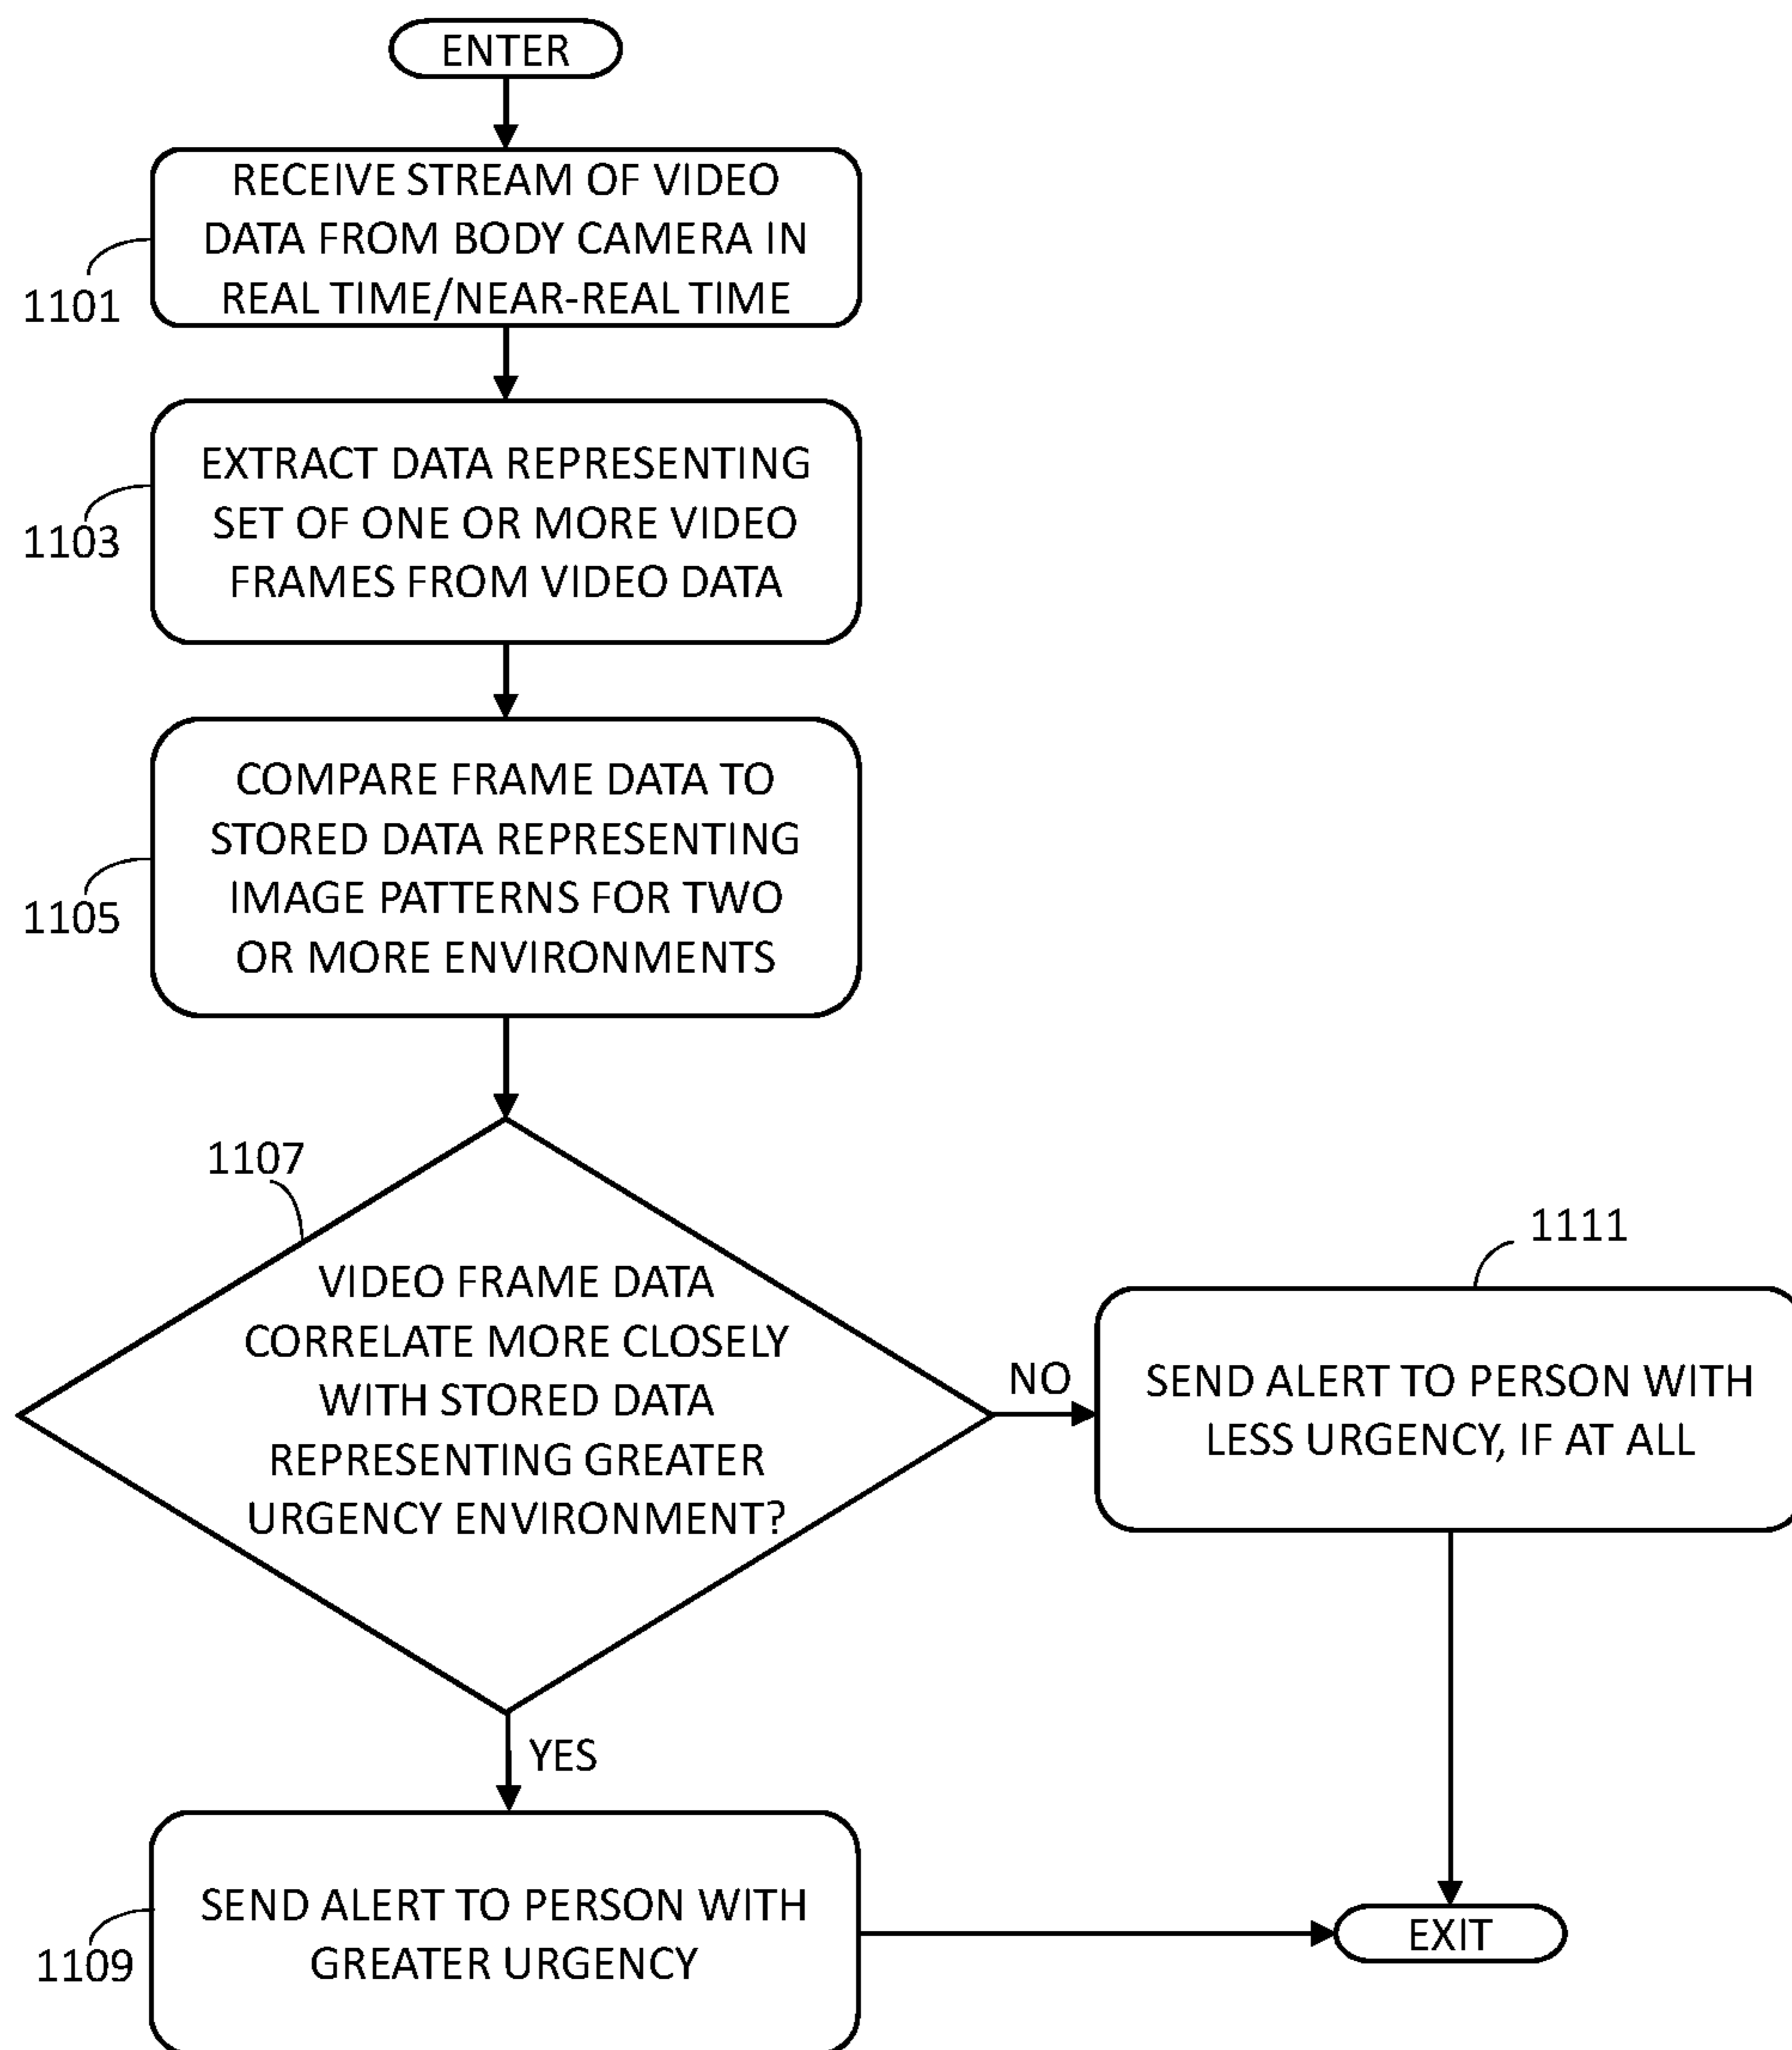 ENTER
RECEIVE STREAM OF VIDEO
DATA FROM BODY CAMERA IN
REAL TIME/NEAR-REAL TIME
1101
EXTRACT DATA REPRESENTING
SET OF ONE OR MORE VIDEO
FRAMES FROM VIDEO DATA
1103
COMPARE FRAME DATA TO
STORED DATA REPRESENTING
IMAGE PATTERNS FOR TWO
OR MORE ENVIRONMENTS
1105
1107
VIDEO FRAME DATA
CORRELATE MORE CLOSELY
WITH STORED DATA
REPRESENTING GREATER
URGENCY ENVIRONMENT?
NO
1111
SEND ALERT TO PERSON WITH
LESS URGENCY, IF AT ALL
YES
SEND ALERT TO PERSON WITH
GREATER URGENCY
1109
EXIT